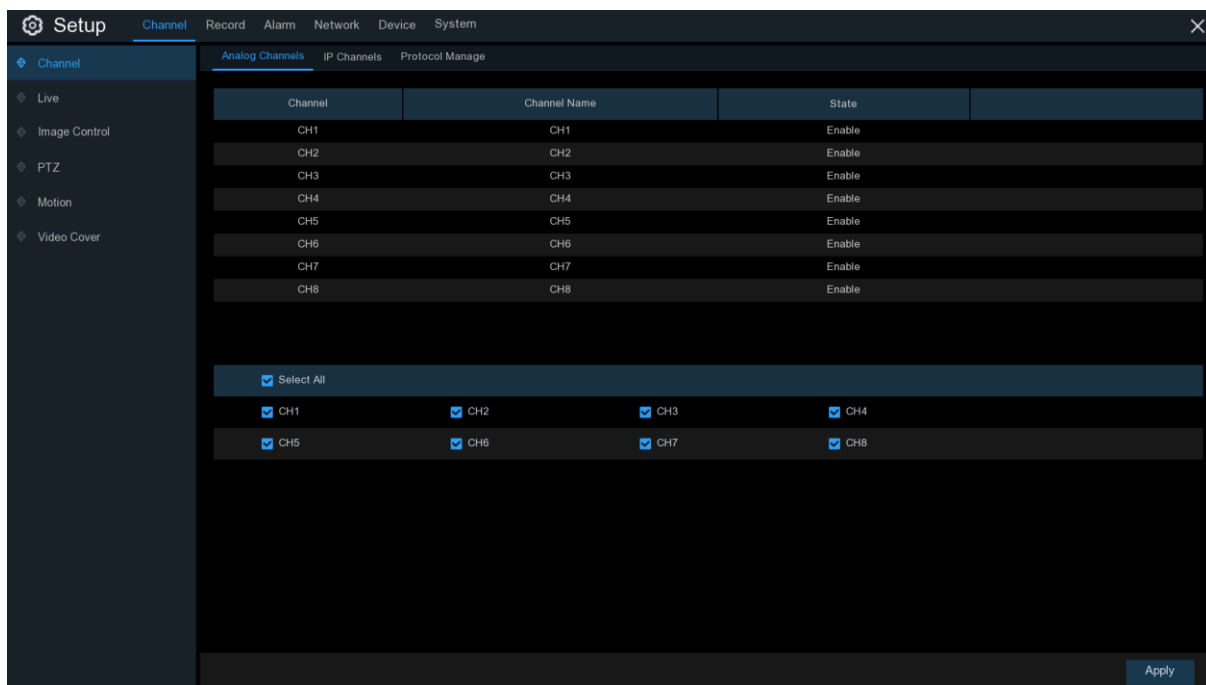 Setup Channel Record Alarm Network Device System
Channel
Live
Image Control
PTZ
Motion
Video Cover
Analog Channels IP Channels Protocol Manage
Channel Channel Name State
CH1 CH1 Enable
CH2 CH2 Enable
CH3 CH3 Enable
CH4 CH4 Enable
CH5 CH5 Enable
CH6 CH6 Enable
CH7 CH7 Enable
CH8 CH8 Enable
Select All
CH1 CH2 CH3 CH4
CH5 CH6 CH7 CH8
Apply